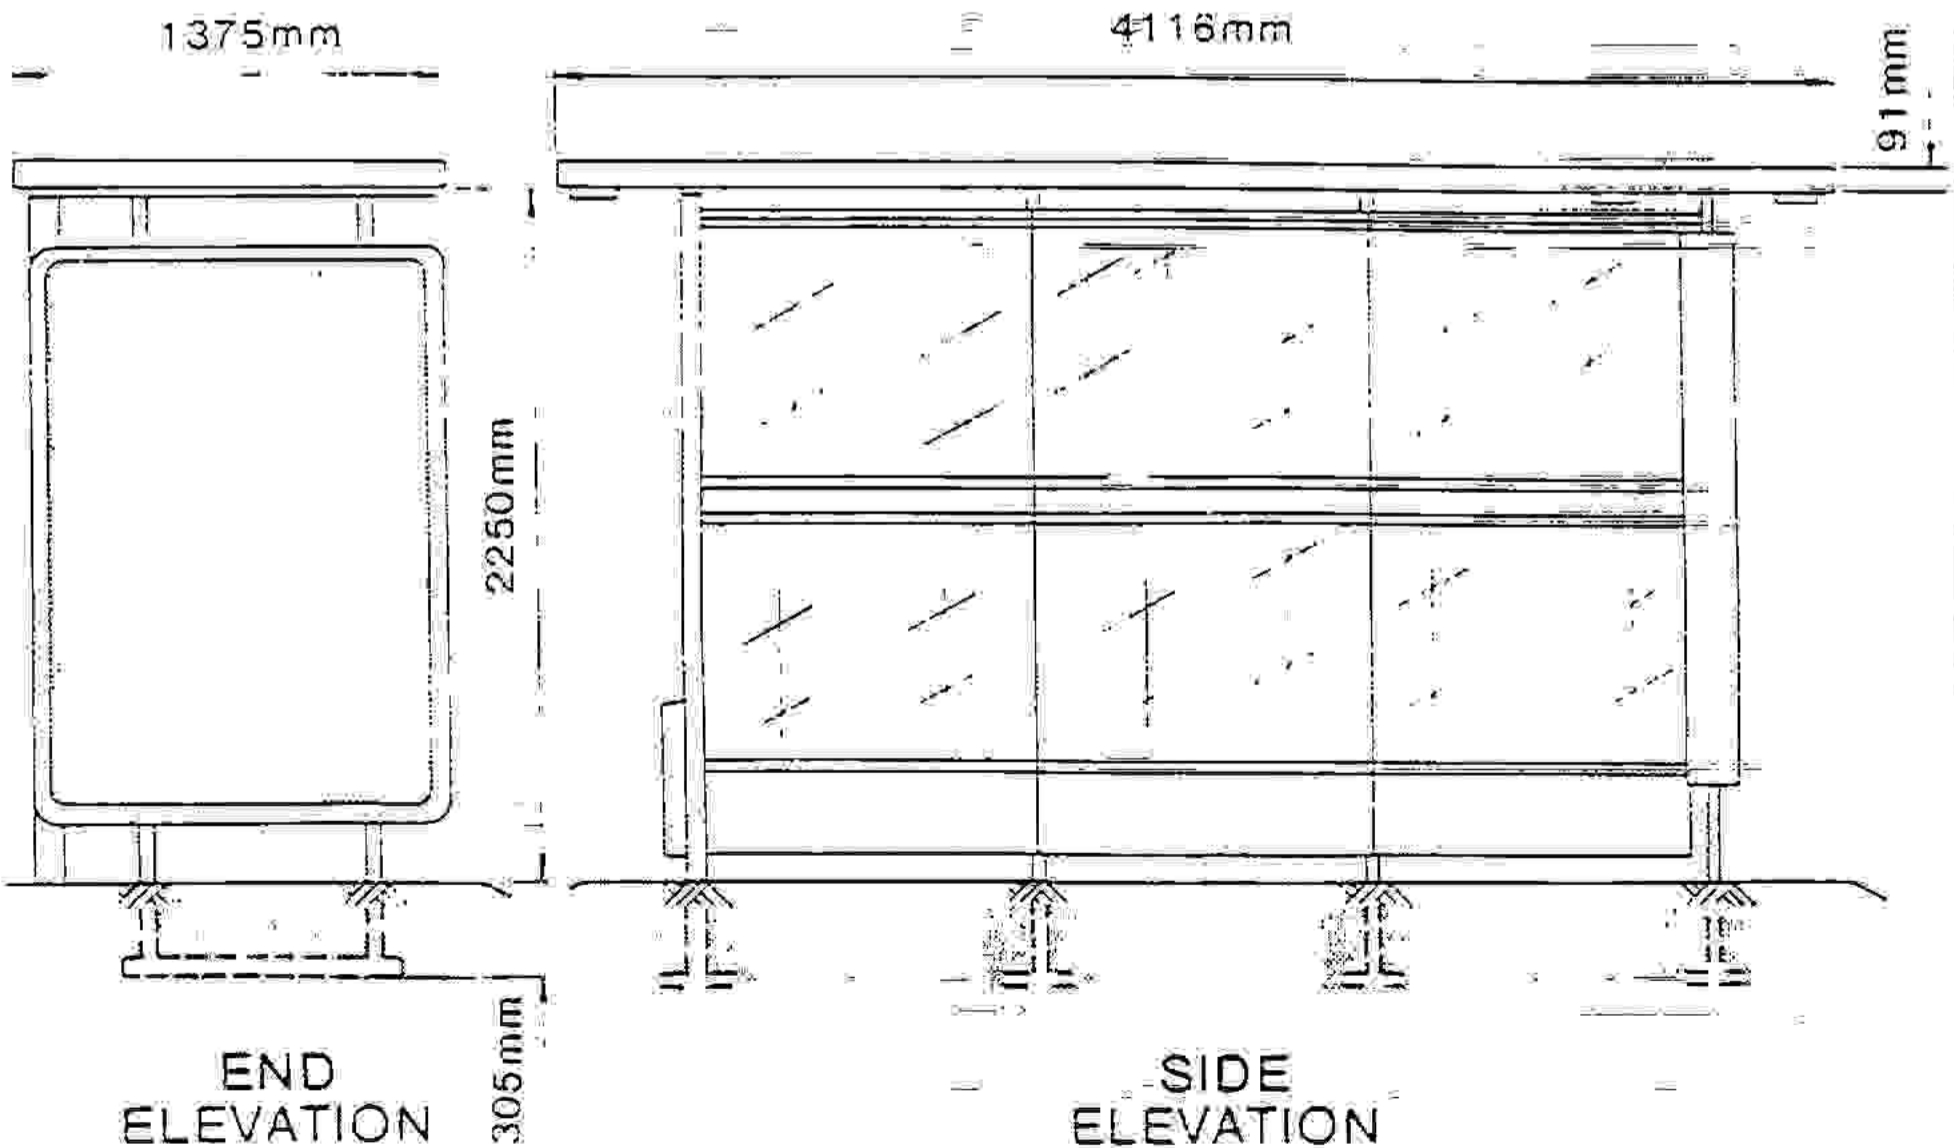 1375mm
4116mm
91mm
2250mm
305mm
END
ELEVATION
SIDE
ELEVATION